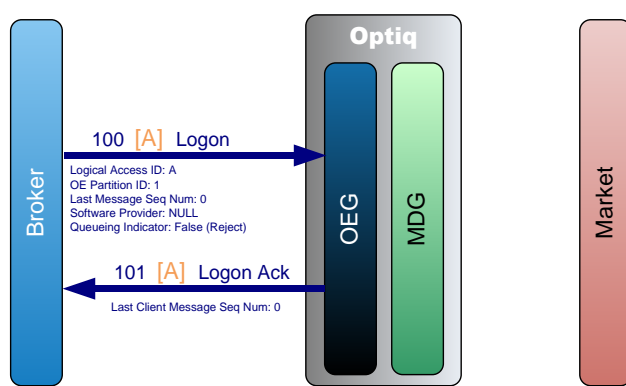 Optiq
Broker
100 [A] Logon
Logical Access ID: A
OE Partition ID: 1
Last Message Seq Num: 0
Software Provider: NULL
Queueing Indicator: False (Reject)
OEG
MDG
Market
101 [A] Logon Ack
Last Client Message Seq Num: 0